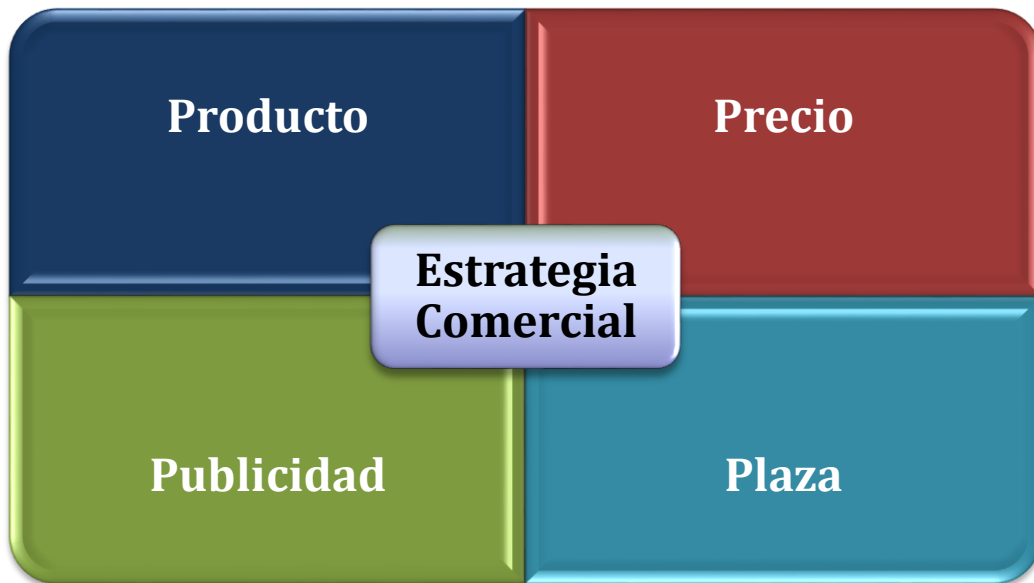 Producto
Precio
Estrategia
Comercial
Publicidad
Plaza